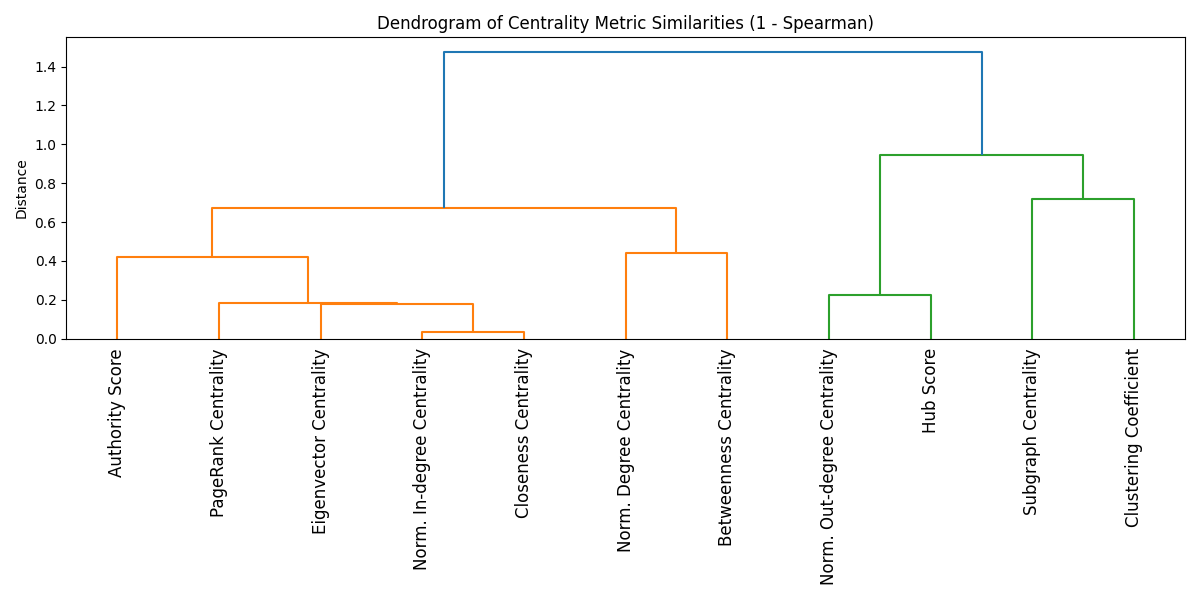 Dendrogram of Centrality Metric Similarities (1 - Spearman)
Distance
1.4
1.2
1.0
0.8
0.6
0.4
0.2
0.0
Authority Score
PageRank Centrality
Eigenvector Centrality
Norm. In-degree Centrality
Closeness Centrality
Norm. Degree Centrality
Betweenness Centrality
Norm. Out-degree Centrality
Hub Score
Subgraph Centrality
Clustering Coefficient